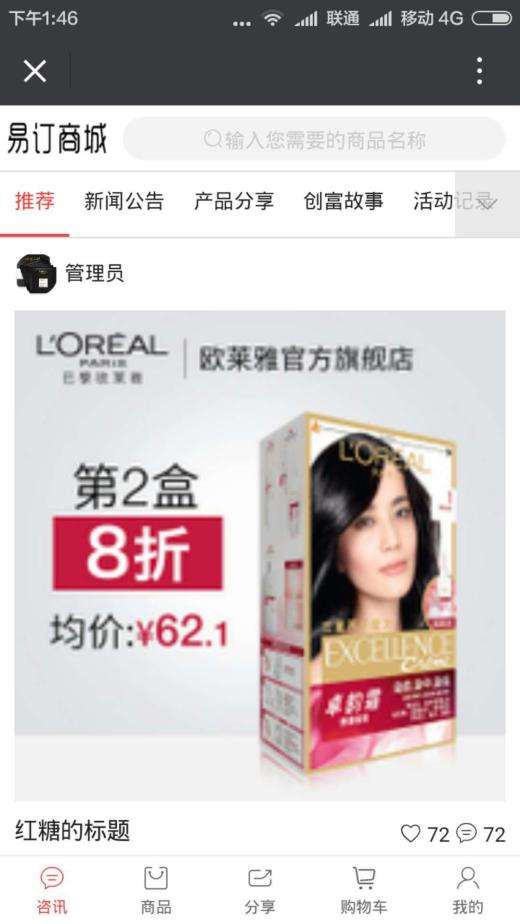 下午1:46 ... 联通 移动 4G
易订商城 输入您需要的商品名称
推荐 新闻公告 产品分享 创富故事 活动记录
管理员
L'ORÉAL
PARIS
巴黎欧莱雅
欧莱雅官方旗舰店
第2盒
8折
均价:¥62.1
L'ORÉAL
EXCELLENCE
Crème
卓韵霜
红糖的标题
72 72
咨讯 商品 分享 购物车 我的